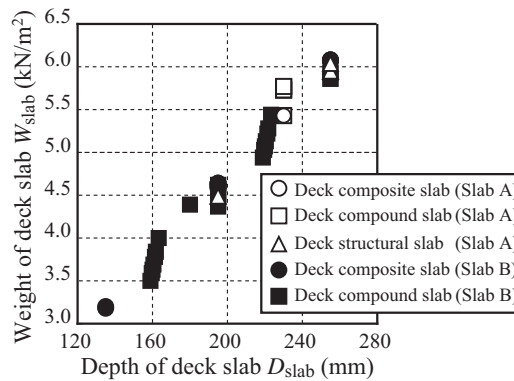 Weight of deck slab W_slab (kN/m²)
6.5
6.0
5.5
5.0
4.5
4.0
3.5
3.0
Deck composite slab (Slab A)
Deck compound slab (Slab A)
Deck structural slab (Slab A)
Deck composite slab (Slab B)
Deck compound slab (Slab B)
120 160 200 240 280
Depth of deck slab D_slab (mm)